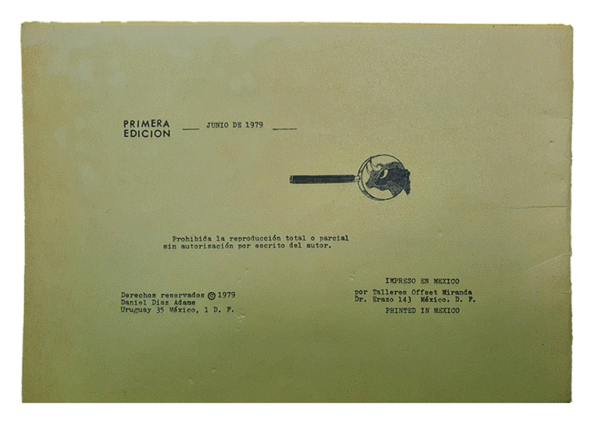 PRIMERA
EDICION
JUNIO DE 1979
Prohibida la reproducción total o parcial
sin autorización por escrito del autor.
Derechos reservados © 1979
Daniel Díaz Adame
Uruguay 35 México, 1 D. F.
IMPRESO EN MEXICO
por Talleres Offset Miranda
Dr. Erazo 143 México. D. F.
PRINTED IN MEXICO